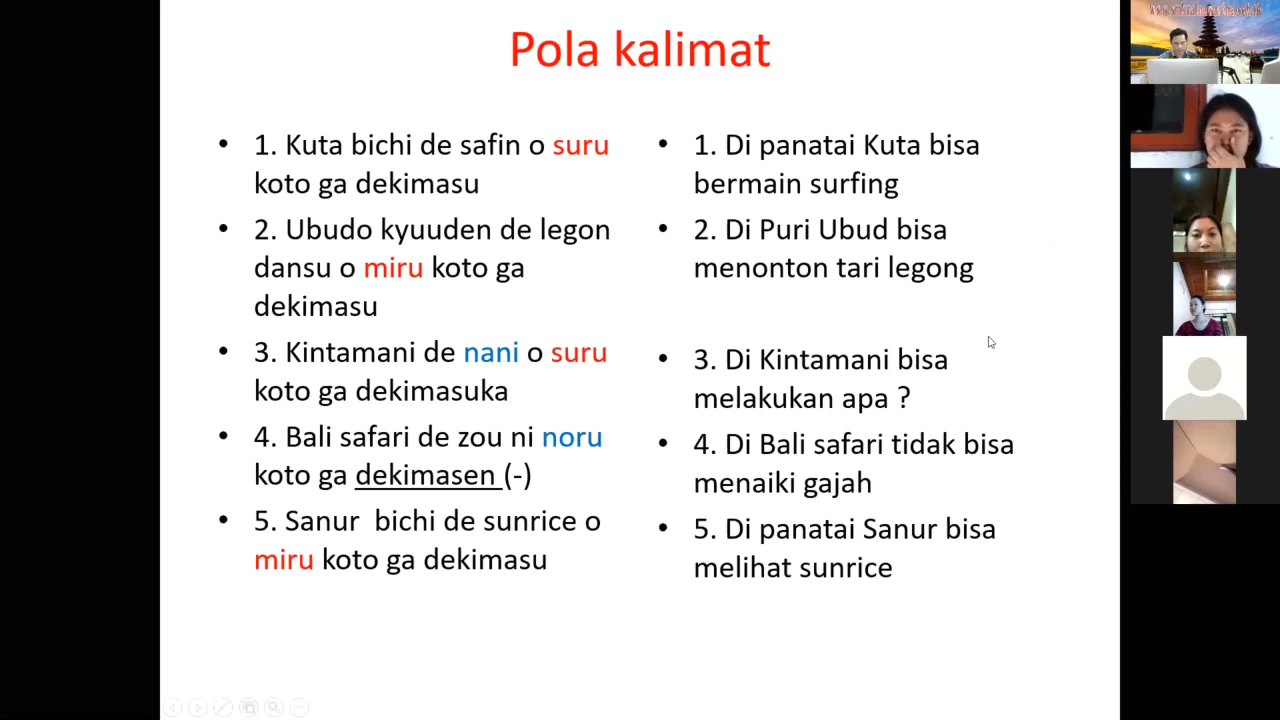 Pola kalimat
• 1. Kuta bichi de safin o suru
koto ga dekimasu
• 2. Ubudo kyuuden de legon
dansu o miru koto ga
dekimasu
• 3. Kintamani de nani o suru
koto ga dekimasuka
• 4. Bali safari de zou ni noru
koto ga dekimasen (-)
• 5. Sanur  bichi de sunrice o
miru koto ga dekimasu
• 1. Di panatai Kuta bisa
bermain surfing
• 2. Di Puri Ubud bisa
menonton tari legong
• 3. Di Kintamani bisa
melakukan apa ?
• 4. Di Bali safari tidak bisa
menaiki gajah
• 5. Di panatai Sanur bisa
melihat sunrice